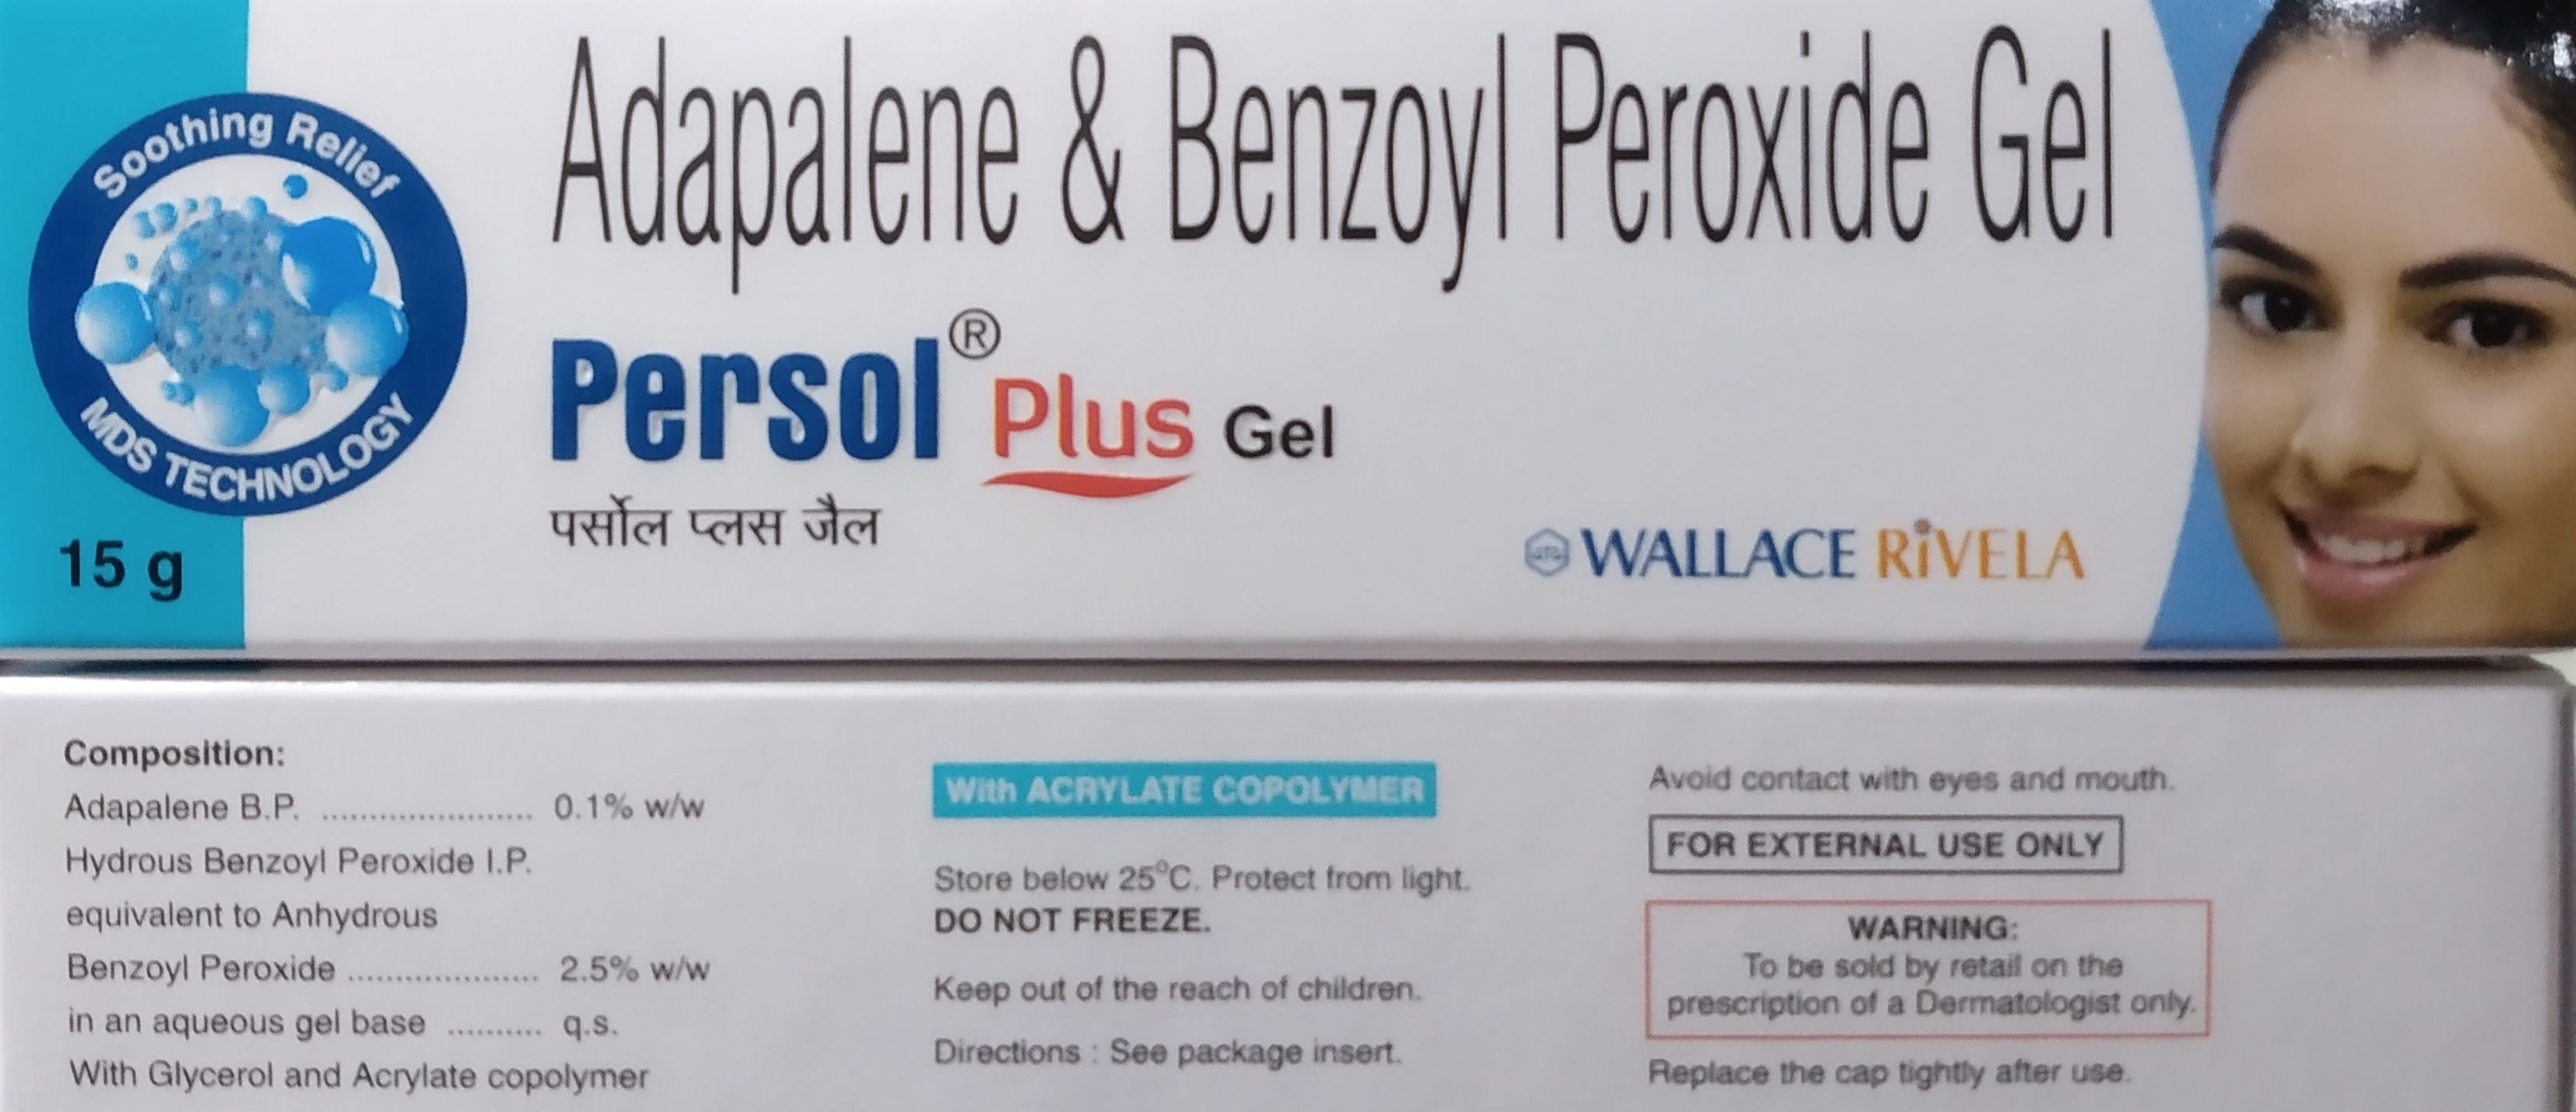 Soothing Relief
MDS TECHNOLOGY
15 g
Adapalene & Benzoyl Peroxide Gel
Persol® Plus Gel
पर्सोल प्लस जैल
WALLACE RiVELA
Composition:
Adapalene B.P. ...................... 0.1% w/w
Hydrous Benzoyl Peroxide I.P.
equivalent to Anhydrous
Benzoyl Peroxide .................... 2.5% w/w
in an aqueous gel base .......... q.s.
With Glycerol and Acrylate copolymer
With ACRYLATE COPOLYMER
Store below 25°C. Protect from light.
DO NOT FREEZE.
Keep out of the reach of children.
Directions : See package insert.
Avoid contact with eyes and mouth.
FOR EXTERNAL USE ONLY
WARNING:
To be sold by retail on the
prescription of a Dermatologist only.
Replace the cap tightly after use.